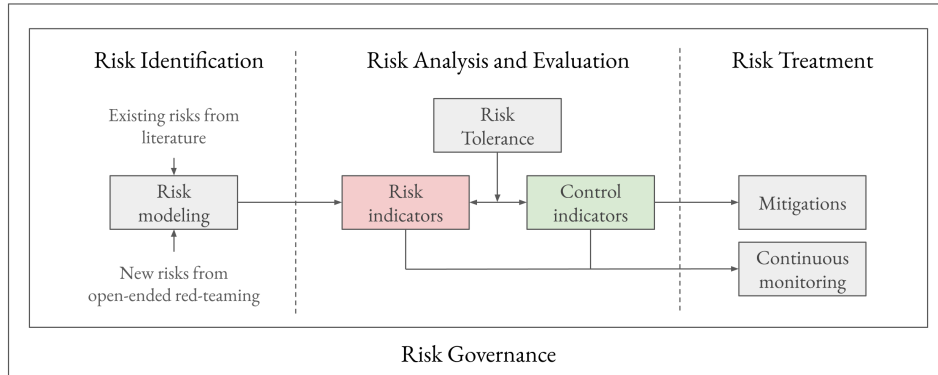 Risk Identification
Risk Analysis and Evaluation
Risk Treatment
Existing risks from
literature
Risk
Tolerance
Risk
modeling
Risk
indicators
Control
indicators
Mitigations
New risks from
open-ended red-teaming
Continuous
monitoring
Risk Governance